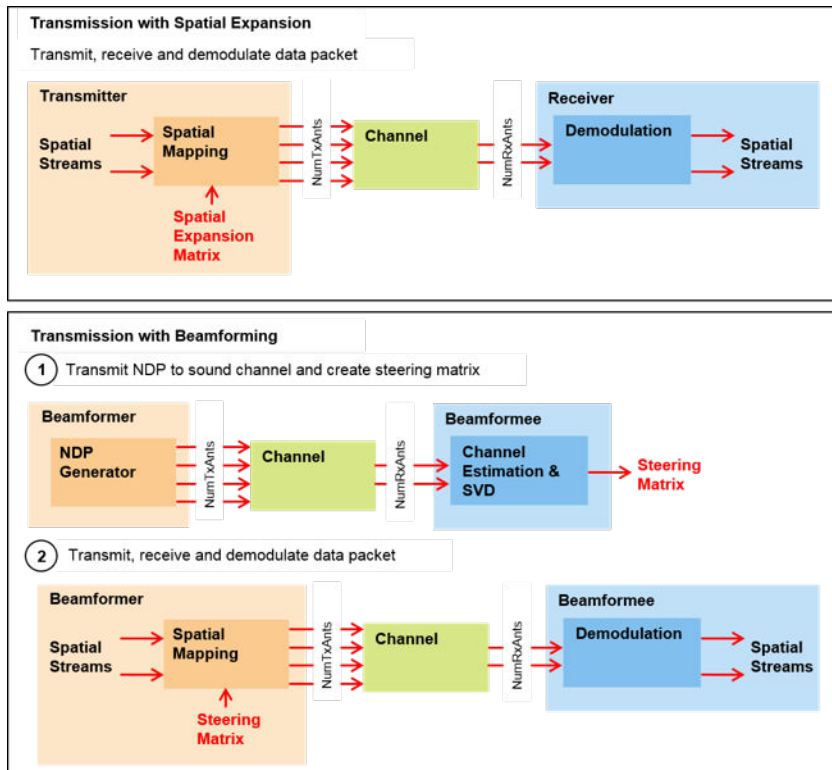 Transmission with Spatial Expansion
Transmit, receive and demodulate data packet
Transmitter
Spatial
Streams
Spatial
Mapping
Spatial
Expansion
Matrix
NumTxAnts
Channel
NumRxAnts
Receiver
Demodulation
Spatial
Streams
Transmission with Beamforming
1 Transmit NDP to sound channel and create steering matrix
Beamformer
NDP
Generator
NumTxAnts
Channel
NumRxAnts
Beamformee
Channel
Estimation &
SVD
Steering
Matrix
2 Transmit, receive and demodulate data packet
Beamformer
Spatial
Streams
Spatial
Mapping
Steering
Matrix
NumTxAnts
Channel
NumRxAnts
Beamformee
Demodulation
Spatial
Streams